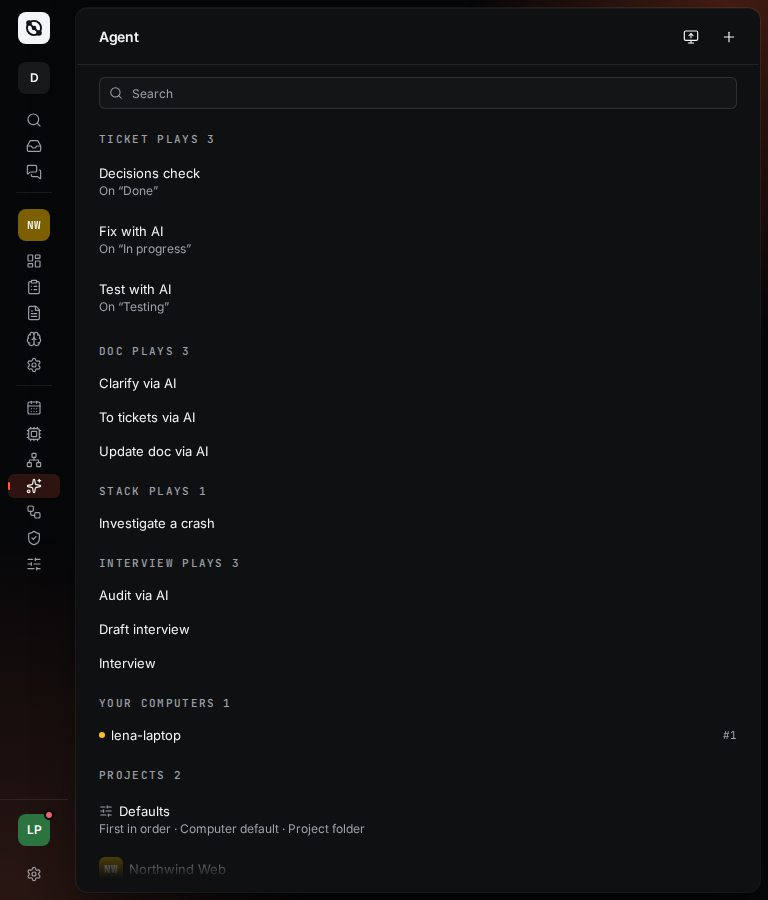 Agent
D
Search
TICKET PLAYS 3
Decisions check
On “Done”
NW
Fix with AI
On “In progress”
Test with AI
On “Testing”
DOC PLAYS 3
Clarify via AI
To tickets via AI
Update doc via AI
STACK PLAYS 1
Investigate a crash
INTERVIEW PLAYS 3
Audit via AI
Draft interview
Interview
YOUR COMPUTERS 1
lena-laptop #1
PROJECTS 2
Defaults
First in order · Computer default · Project folder
LP
NW Northwind Web